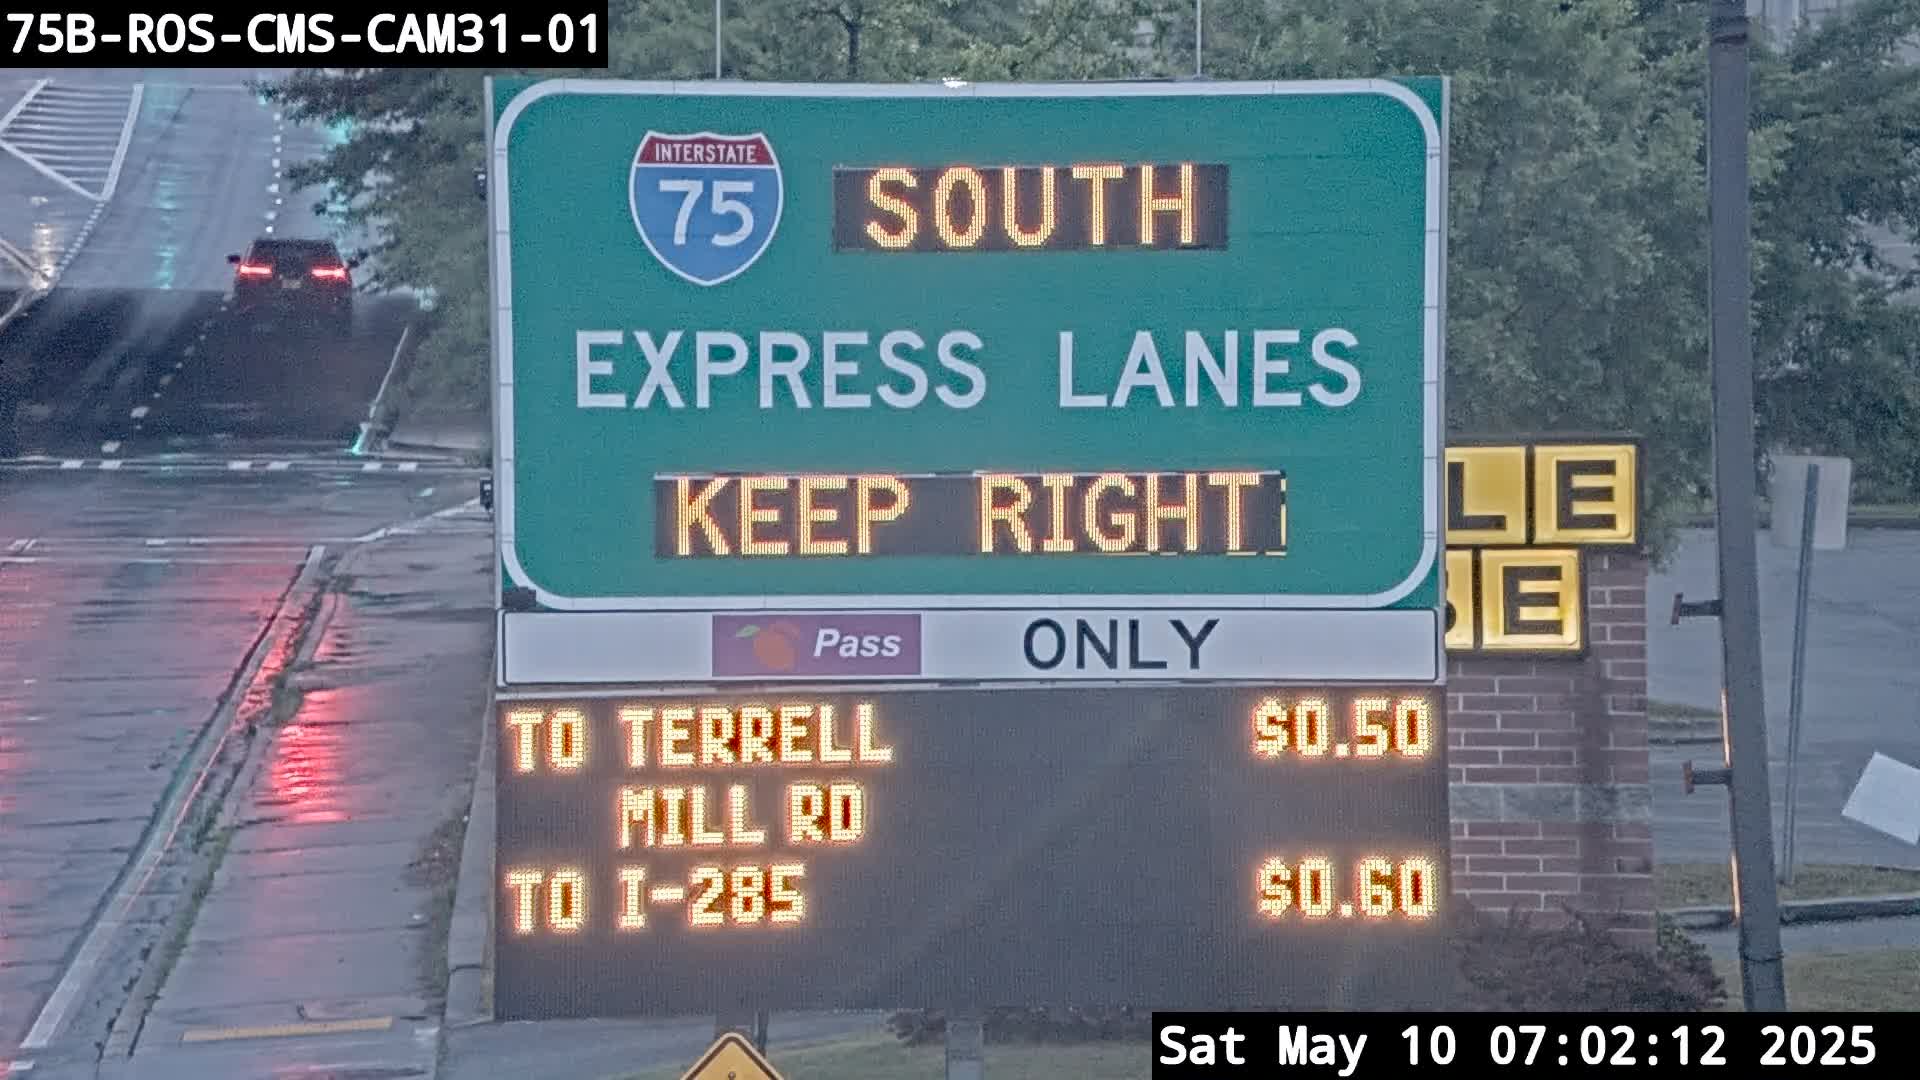 75B-ROS-CMS-CAM31-01
INTERSTATE
75
SOUTH
EXPRESS LANES
KEEP RIGHT
Pass ONLY
TO TERRELL $0.50
MILL RD
TO I-285 $0.60
LE
E
Sat May 10 07:02:12 2025